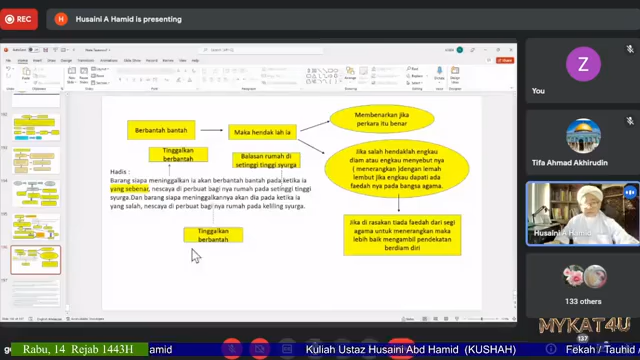 REC
Husaini A Hamid is presenting
Berbantah bantah
Maka hendak lah ia
Membenarkan jika
perkara itu benar
Tinggalkan
berbantah
Balasan rumah di
setinggi tinggi syurga
Jika salah hendaklah engkau
diam atau engkau menyebut nya
( menerangkan )dengan lemah
lembut jika engkau dapati ada
faedah nya pada bangsa agama.
Hadis :
Barang siapa meninggalkan ia akan berbantah bantah pada ketika ia
yang sebenar, nescaya di perbuat bagi nya rumah pada setinggi tinggi
syurga.Dan barang siapa meninggalkannya akan dia pada ketika ia
yang salah, nescaya di perbuat bagi nya rumah pada keliling syurga.
Tinggalkan
berbantah
Jika di rasakan tiada faedah dari segi
agama untuk menerangkan maka
lebih baik mengambil pendekatan
berdiam diri
Z
You
Tifa Ahmad Akhirudin
Husaini A Hamid
133 others
MYKAT4U
137
Rabu, 14 Rejab 1443H
amid
Kuliah Ustaz Husaini Abd Hamid (KUSHAH)
Fekah / Tauhid